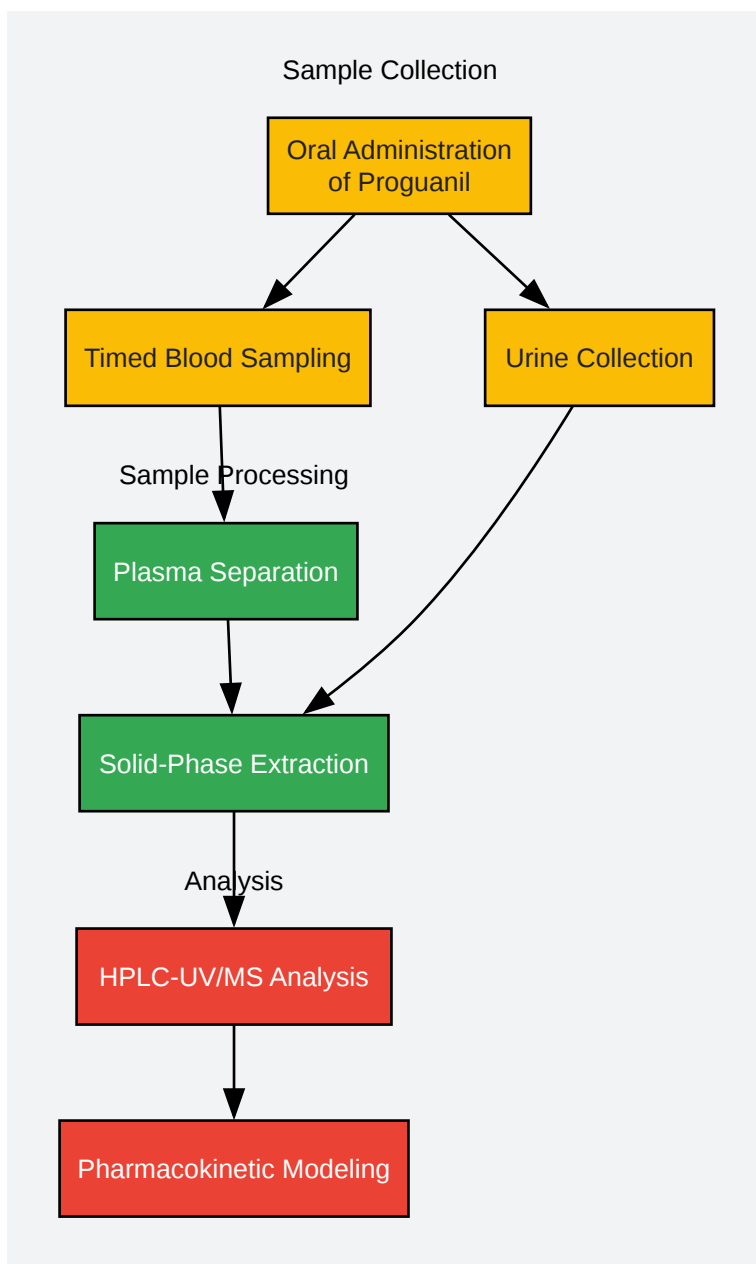 Sample Collection
Oral Administration
of Proguanil
Timed Blood Sampling
Urine Collection
Sample Processing
Plasma Separation
Solid-Phase Extraction
Analysis
HPLC-UV/MS Analysis
Pharmacokinetic Modeling